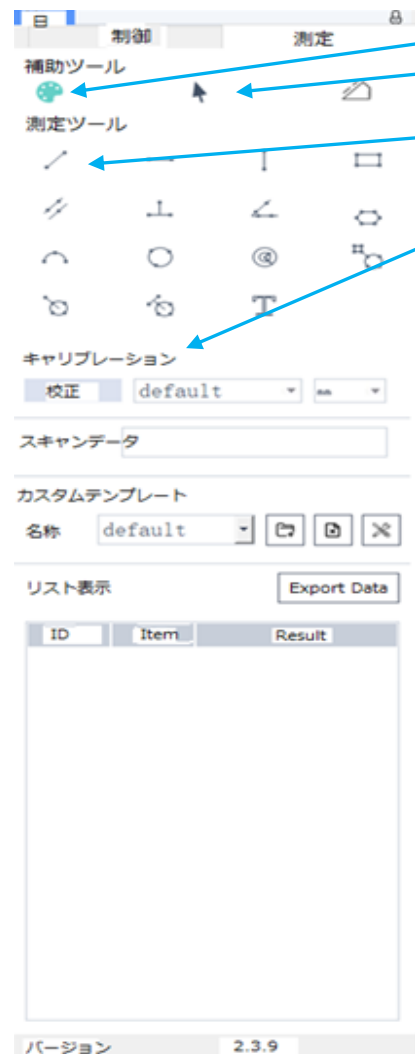 制御 測定
補助ツール
測定ツール
T
キャリブレーション
校正 default
スキャンデータ
カスタムテンプレート
名称 default
リスト表示 Export Data
ID Item Result
バージョン 2.3.9